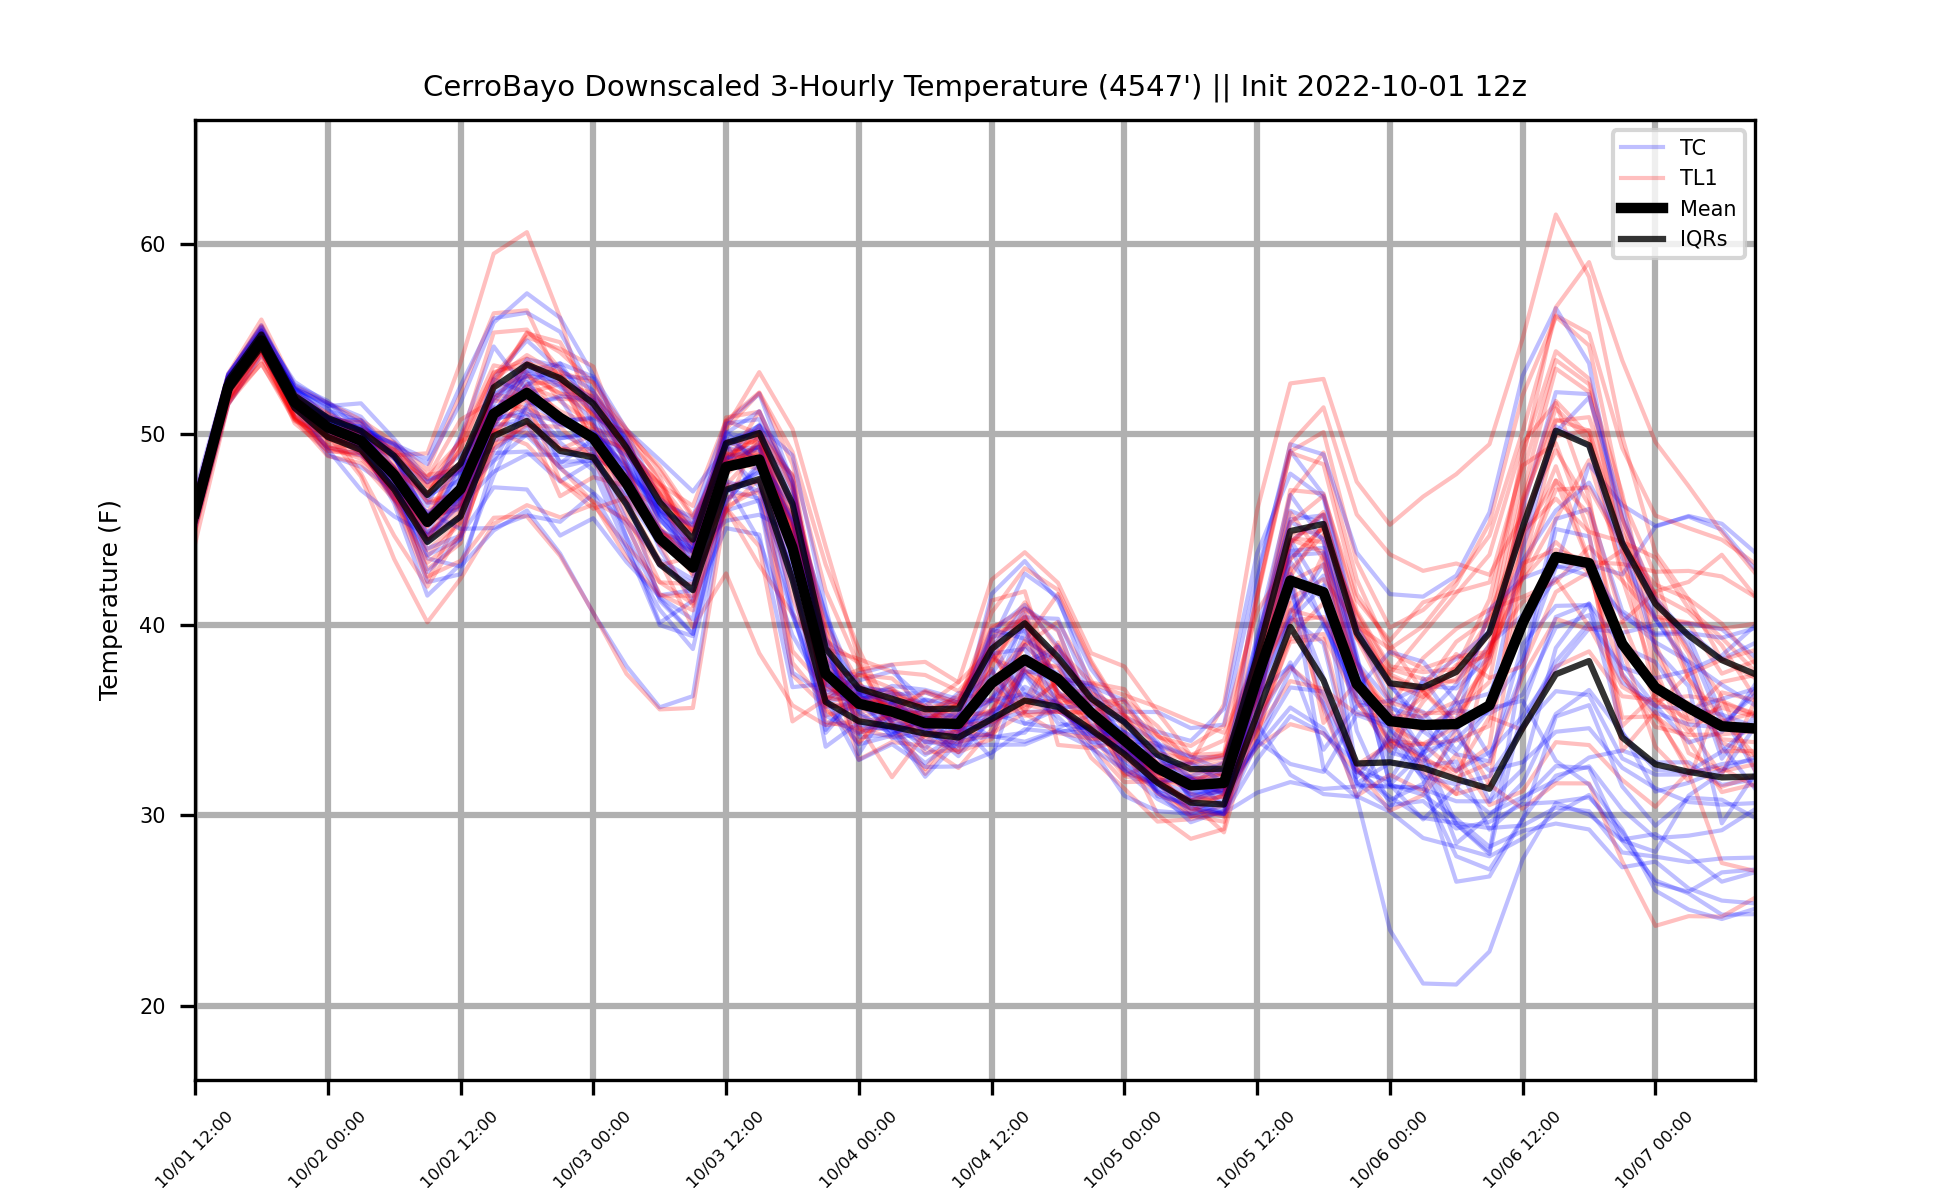 CerroBayo Downscaled 3-Hourly Temperature (4547') || Init 2022-10-01 12z
TC
TL1
Mean
IQRs
Temperature (F)
60
50
40
30
20
10/01 12:00
10/02 00:00
10/02 12:00
10/03 00:00
10/03 12:00
10/04 00:00
10/04 12:00
10/05 00:00
10/05 12:00
10/06 00:00
10/06 12:00
10/07 00:00